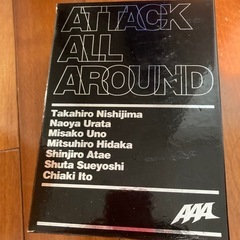 ATTACK
ALL
AROUND
Takahiro Nishijima
Naoya Urata
Misako Uno
Mitsuhiro Hidaka
Shinjiro Atae
Shuta Sueyoshi
Chiaki Ito
AAA